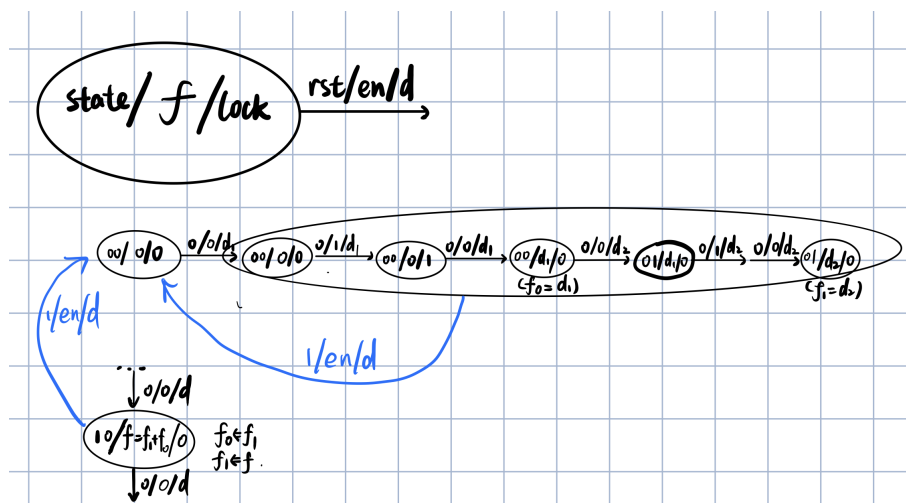 state/ f /lock
rst/en/d
00/0/0
0/0/d₁
00/0/0
0/1/d₁
00/0/1
0/0/d₁
00/d₁/0
(f₀=d₁)
0/0/d₂
01/d₁/0
0/1/d₂
0/0/d₂
01/d₂/0
(f₁=d₂)
1/en/d
1/en/d
...
0/0/d
10/f=f₁+f₀/0
f₀⇐f₁
f₁⇐f.
0/0/d